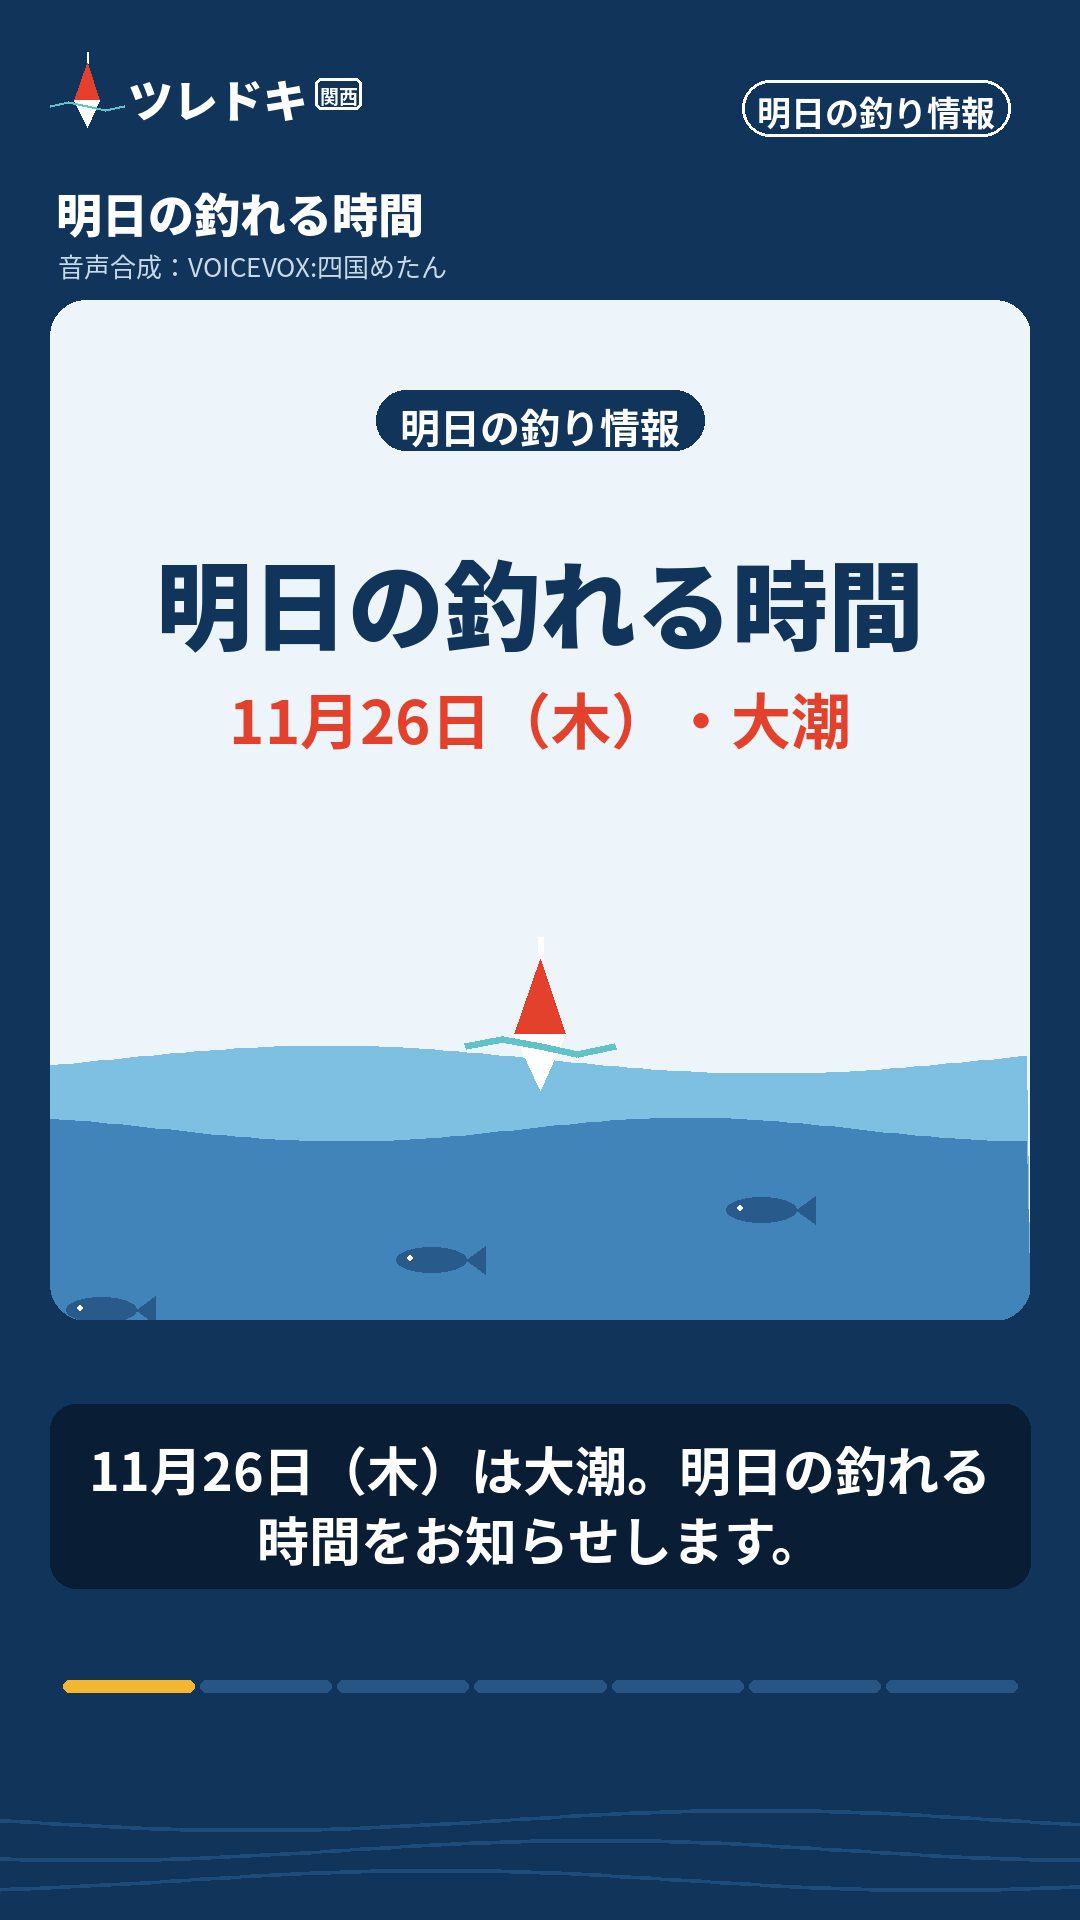 ツレドキ 関西
明日の釣り情報
明日の釣れる時間
音声合成：VOICEVOX:四国めたん
明日の釣り情報
明日の釣れる時間
11月26日（木）・大潮
11月26日（木）は大潮。明日の釣れる
時間をお知らせします。